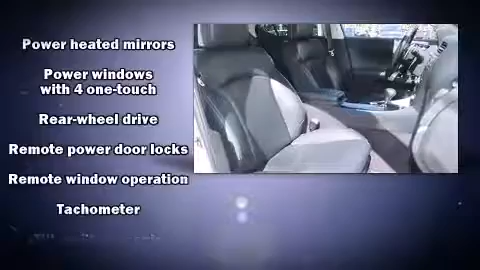 Power heated mirrors
Power windows
with 4 one-touch
Rear-wheel drive
Remote power door locks
Remote window operation
Tachometer